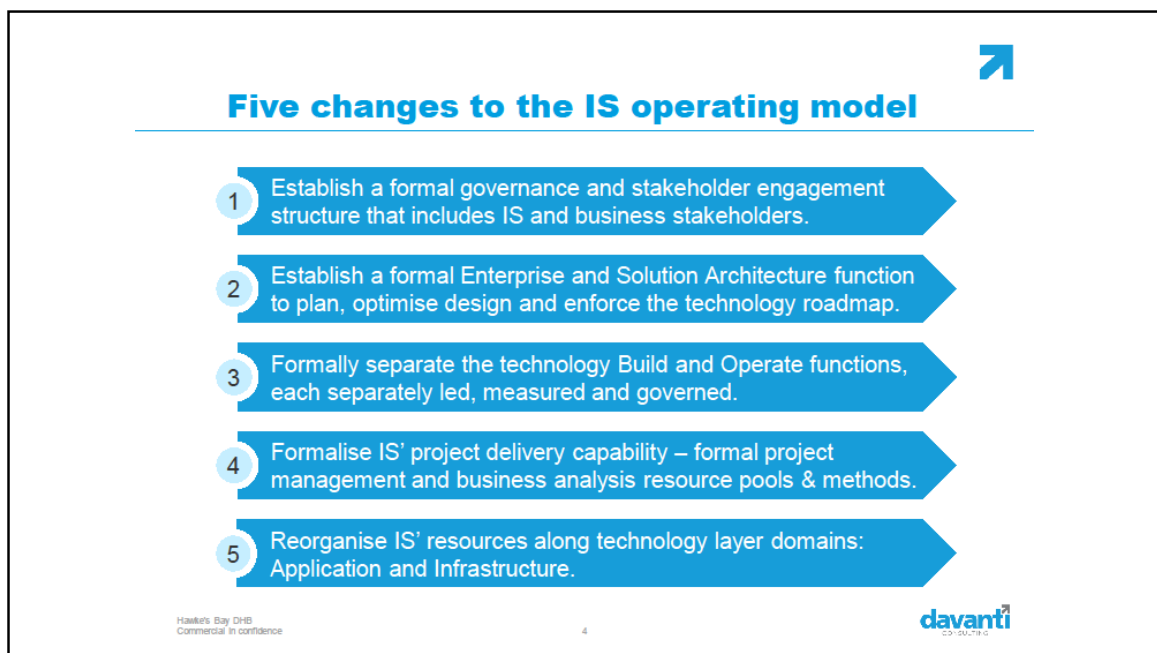 Five changes to the IS operating model
1
Establish a formal governance and stakeholder engagement
structure that includes IS and business stakeholders.
2
Establish a formal Enterprise and Solution Architecture function
to plan, optimise design and enforce the technology roadmap.
3
Formally separate the technology Build and Operate functions,
each separately led, measured and governed.
4
Formalise IS' project delivery capability – formal project
management and business analysis resource pools & methods.
5
Reorganise IS' resources along technology layer domains:
Application and Infrastructure.
Hawke's Bay DHB
Commercial in confidence
4
davanti
CONSULTING